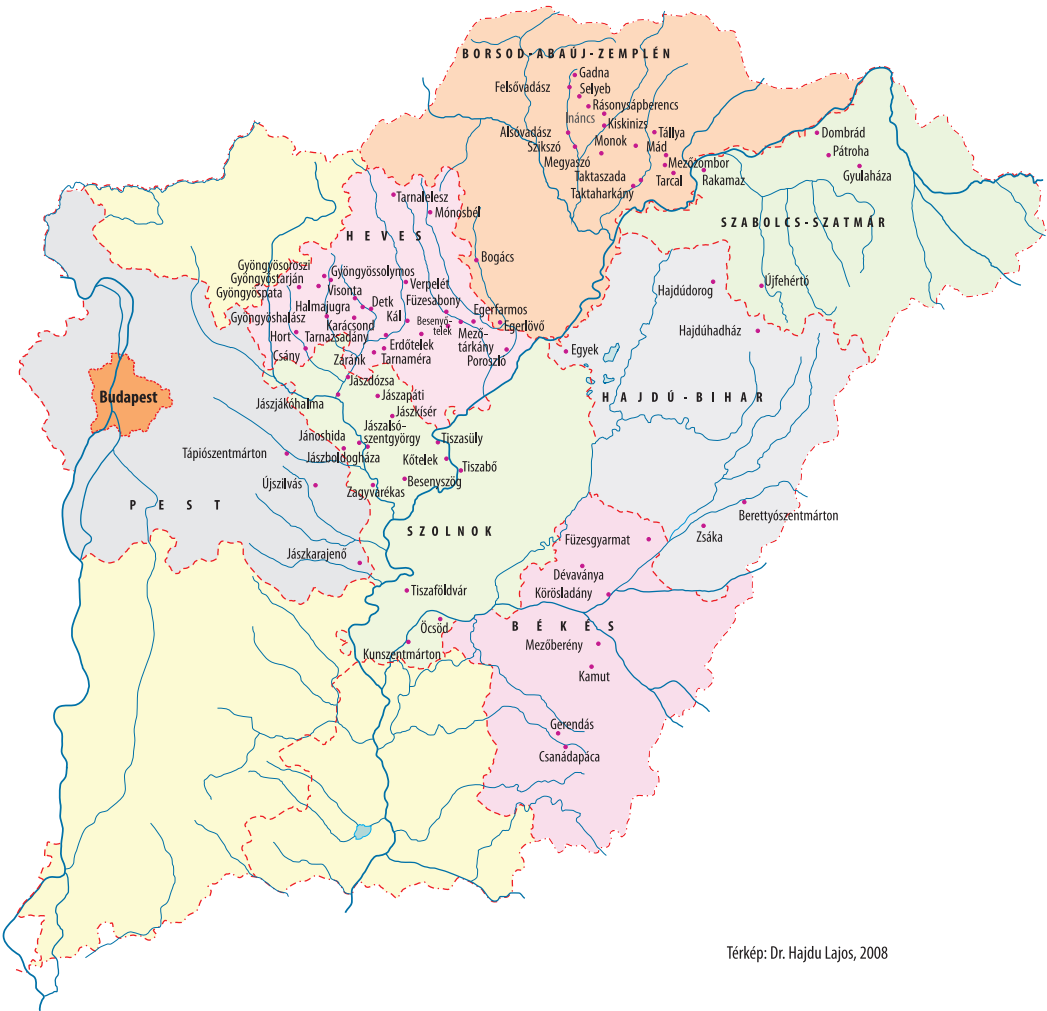 BORSOD-ABAÚJ-ZEMPLÉN
Gadna
Felsővadász
Selyeb
Rásonysápberencs
Ináncs
Kiskinizs
Alsóvadász
Tállya
Dombrád
Szikszó
Monok
Mád
Pátroha
Megyaszó
Mezőzombor
Gyulaháza
Taktaszada
Tarcal
Rakamaz
Taktaharkány
SZABOLCS-SZATMÁR
Tarnalelesz
Mónosbél
HEVES
Bogács
Gyöngyösoroszi
Gyöngyössolymos
Gyöngyöstarján
Verpelét
Gyöngyöspata
Visonta
Detk
Füzesabony
Hajdúdorog
Újfehértó
Halmajugra
Kál
Egerfarmos
Gyöngyöshalász
Karácsond
Besenyő-
telek
Egerlövő
Hajdúhadház
Hort
Tarnazsadány
Mező-
tárkány
Csány
Erdőtelek
Zaránk
Tarnaméra
Poroszló
Egyek
Jászdózsa
Budapest
Jászapáti
HAJDÚ-BIHAR
Jászjákóhalma
Jászkísér
Jászalsó-
szentgyörgy
Jánoshida
Tiszasüly
Tápiószentmárton
Jászboldogháza
Kőtelek
Tiszabő
Újszilvás
Besenyszög
Zagyvarékas
PEST
Berettyószentmárton
SZOLNOK
Zsáka
Füzesgyarmat
Jászkarajenő
Dévaványa
Tiszaföldvár
Körösladány
Öcsöd
BÉKÉS
Kunszentmárton
Mezőberény
Kamut
Gerendás
Csanádapáca
Térkép: Dr. Hajdu Lajos, 2008